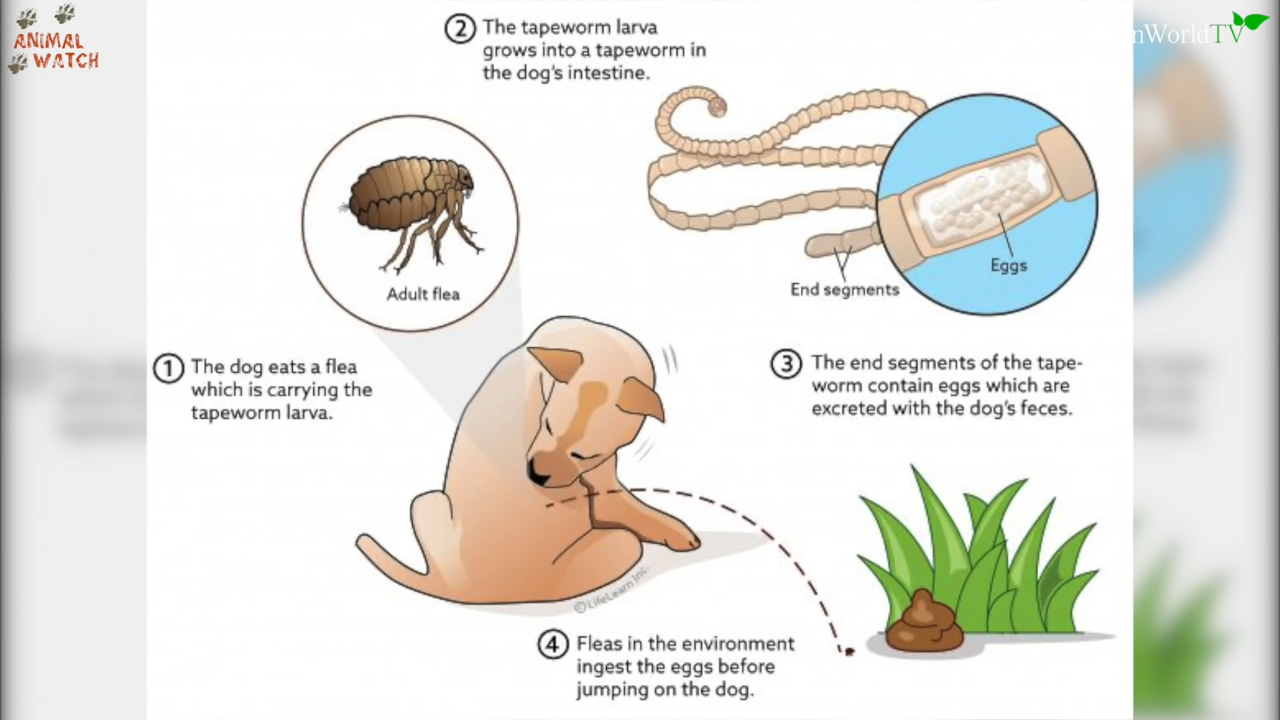 ANIMAL
WATCH
nWorldTV
② The tapeworm larva
grows into a tapeworm in
the dog's intestine.
Adult flea
Eggs
End segments
① The dog eats a flea
which is carrying the
tapeworm larva.
③ The end segments of the tape-
worm contain eggs which are
excreted with the dog's feces.
© LifeLearn Inc.
④ Fleas in the environment
ingest the eggs before
jumping on the dog.